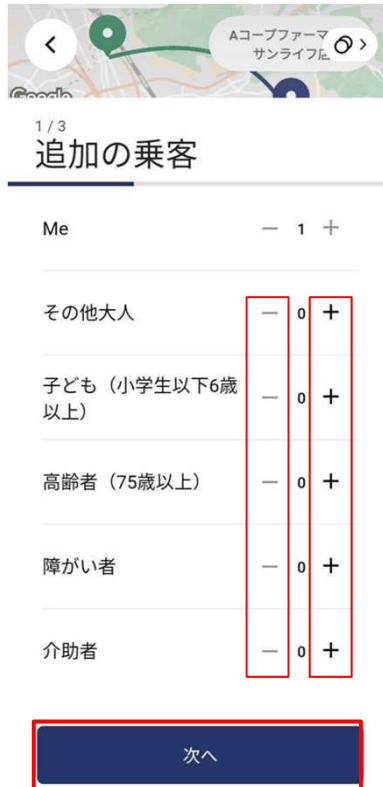 Aコープファーマ
サンライフ店
Google
1/3
追加の乗客
Me
— 1 +
その他大人
— 0 +
子ども（小学生以下6歳
以上）
— 0 +
高齢者（75歳以上）
— 0 +
障がい者
— 0 +
介助者
— 0 +
次へ